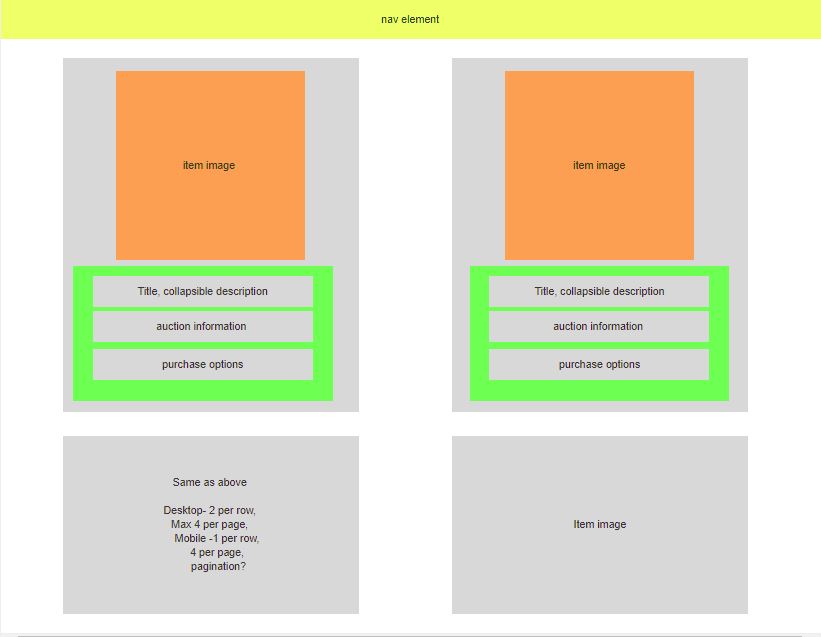 nav element
item image
item image
Title, collapsible description
Title, collapsible description
auction information
auction information
purchase options
purchase options
Same as above
Desktop- 2 per row,
Max 4 per page,
Mobile -1 per row,
4 per page,
pagination?
Item image